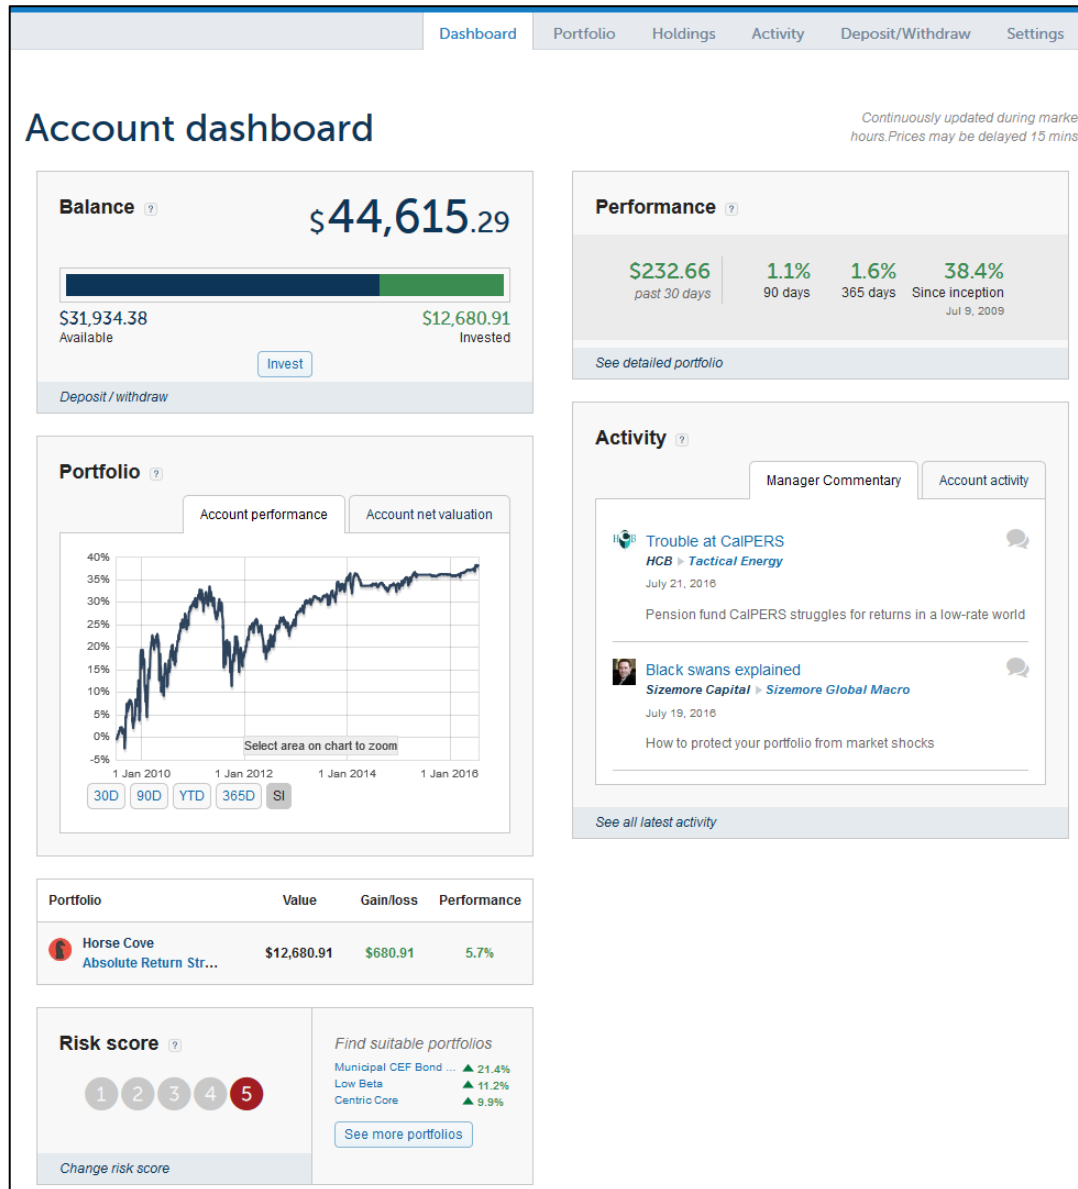 Dashboard Portfolio Holdings Activity Deposit/Withdraw Settings
Account dashboard
Continuously updated during marke
hours.Prices may be delayed 15 mins
Balance ?
$44,615.29
$31,934.38 $12,680.91
Available Invested
Invest
Deposit / withdraw
Performance ?
$232.66 1.1% 1.6% 38.4%
past 30 days 90 days 365 days Since inception
Jul 9, 2009
See detailed portfolio
Portfolio ?
Account performance Account net valuation
40%
35%
30%
25%
20%
15%
10%
5%
0%
-5%
Select area on chart to zoom
1 Jan 2010 1 Jan 2012 1 Jan 2014 1 Jan 2016
30D 90D YTD 365D SI
Activity ?
Manager Commentary Account activity
HCB
Trouble at CalPERS
HCB Tactical Energy
July 21, 2016
Pension fund CalPERS struggles for returns in a low-rate world
Black swans explained
Sizemore Capital Sizemore Global Macro
July 19, 2016
How to protect your portfolio from market shocks
See all latest activity
Portfolio Value Gain/loss Performance
Horse Cove
Absolute Return Str... $12,680.91 $680.91 5.7%
Risk score ?
1 2 3 4 5
Change risk score
Find suitable portfolios
Municipal CEF Bond ... 21.4%
Low Beta 11.2%
Centric Core 9.9%
See more portfolios